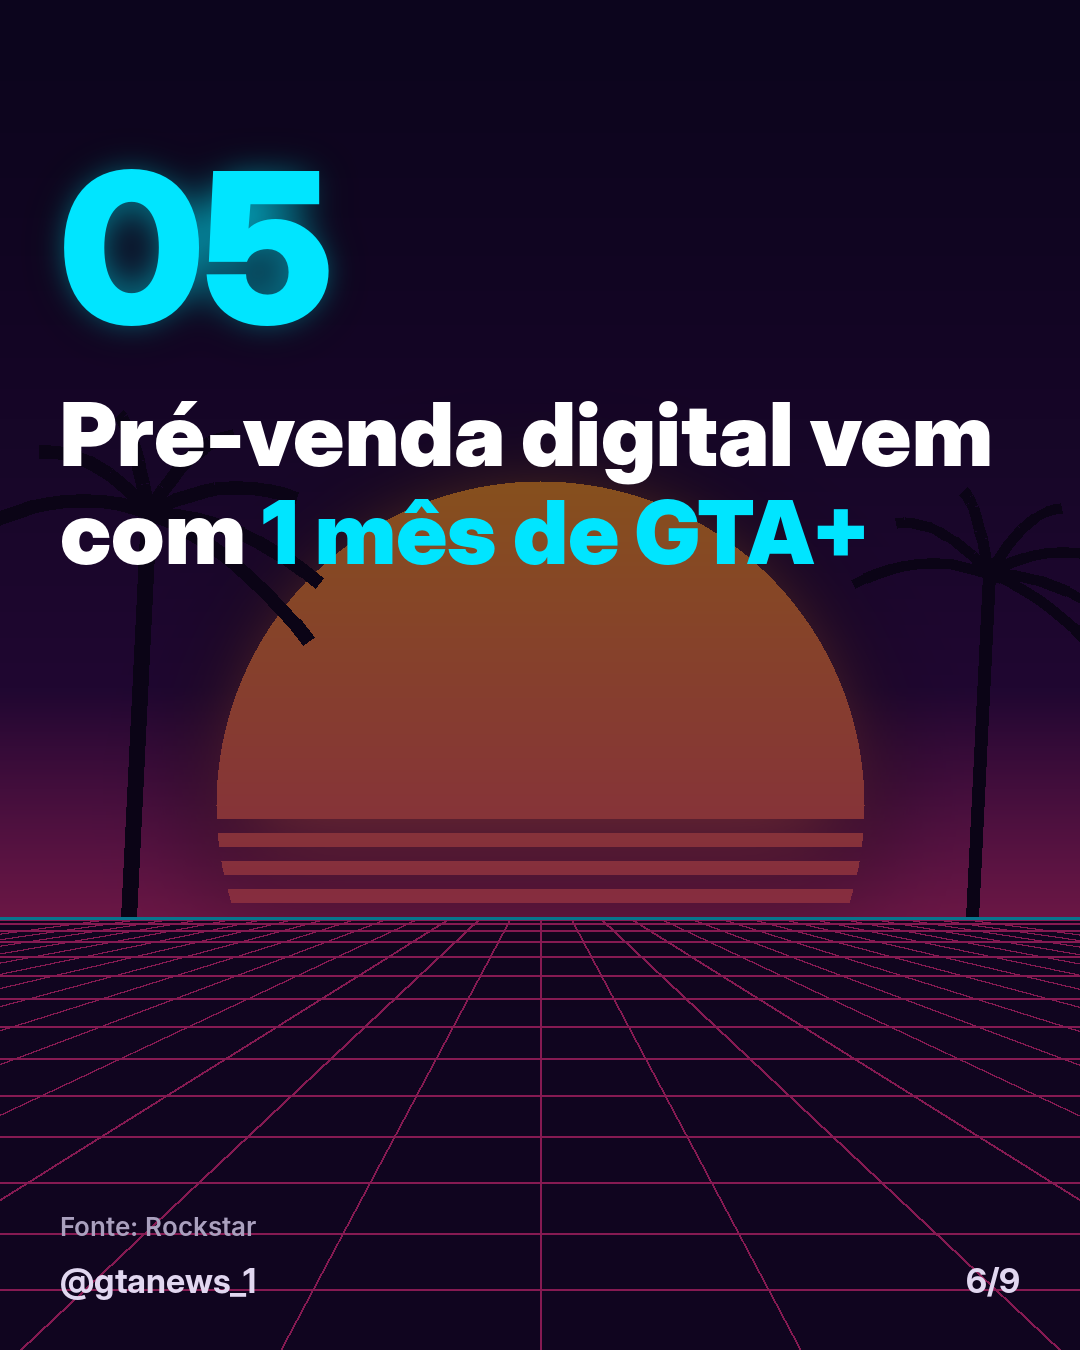 05
Pré-venda digital vem
com 1 mês de GTA+
Fonte: Rockstar
@gtanews_1
6/9